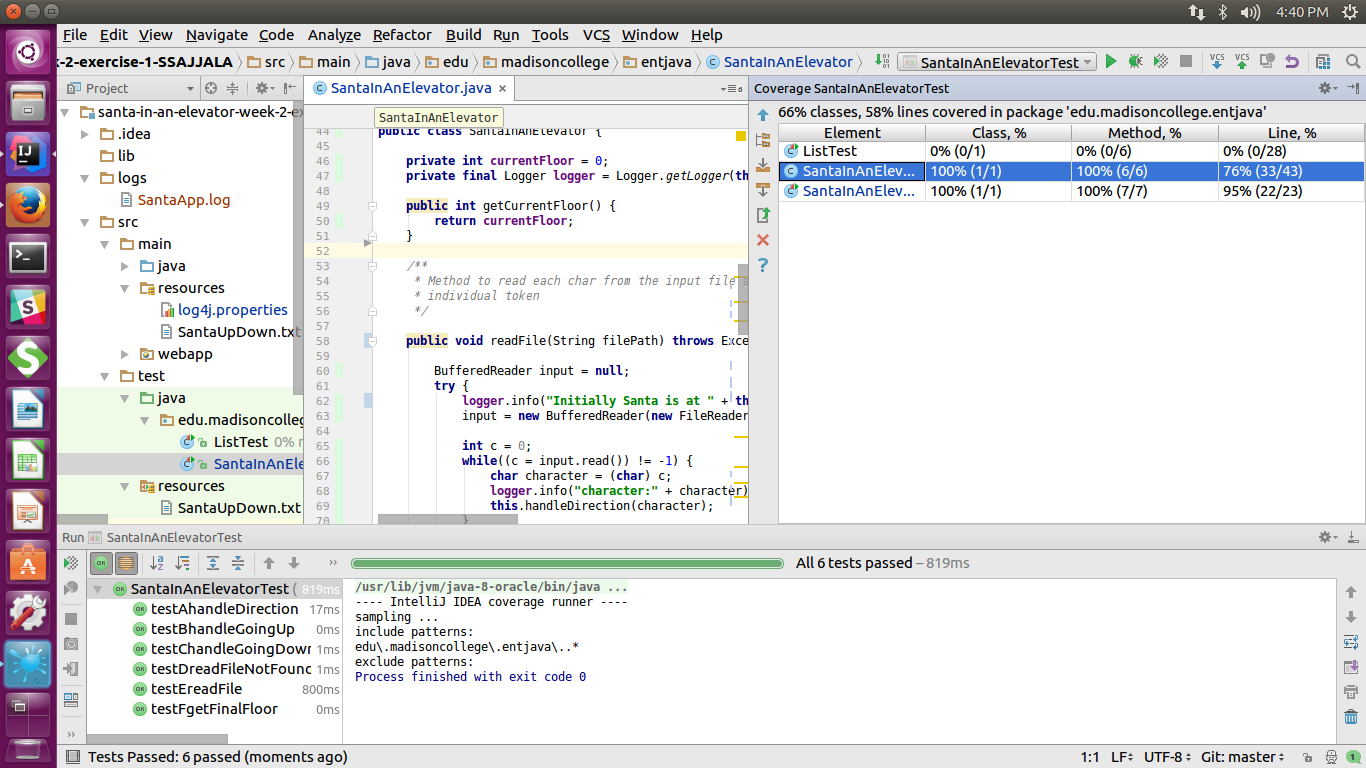 4:40 PM
File Edit View Navigate Code Analyze Refactor Build Run Tools VCS Window Help
k-2-exercise-1-SSAJJALA src main java edu madisoncollege entjava SantaInAnElevator SantaInAnElevatorTest VCS VCS
Project
SantaInAnElevator.java
Coverage SantaInAnElevatorTest
SantaInAnElevator
66% classes, 58% lines covered in package 'edu.madisoncollege.entjava'
Element Class, % Method, % Line, %
ListTest 0% (0/1) 0% (0/6) 0% (0/28)
SantaInAnElev... 100% (1/1) 100% (6/6) 76% (33/43)
SantaInAnElev... 100% (1/1) 100% (7/7) 95% (22/23)
santa-in-an-elevator-week-2-e
.idea
lib
logs
SantaApp.log
src
main
java
resources
log4j.properties
SantaUpDown.txt
webapp
test
java
edu.madisoncolleg
ListTest 0%
SantaInAnEle
resources
SantaUpDown.txt
44 public class SantaInAnElevator {
45
46 private int currentFloor = 0;
47 private final Logger logger = Logger.getLogger(th
48
49 public int getCurrentFloor() {
50 return currentFloor;
51 }
52
53 /**
54 * Method to read each char from the input file a
55 * individual token
56 */
57
58 public void readFile(String filePath) throws Exce
59
60 BufferedReader input = null;
61 try {
62 logger.info("Initially Santa is at " + th
63 input = new BufferedReader(new FileReader
64
65 int c = 0;
66 while((c = input.read()) != -1) {
67 char character = (char) c;
68 logger.info("character:" + character)
69 this.handleDirection(character);
70 }
Run SantaInAnElevatorTest
All 6 tests passed – 819ms
SantaInAnElevatorTest ( 819ms
testAhandleDirection 17ms
testBhandleGoingUp 0ms
testChandleGoingDown 1ms
testDreadFileNotFounc 1ms
testEreadFile 800ms
testFgetFinalFloor 0ms
/usr/lib/jvm/java-8-oracle/bin/java ...
---- IntelliJ IDEA coverage runner ----
sampling ...
include patterns:
edu\.madisoncollege\.entjava\..*
exclude patterns:
Process finished with exit code 0
Tests Passed: 6 passed (moments ago)
1:1 LF÷ UTF-8 Git: master 1